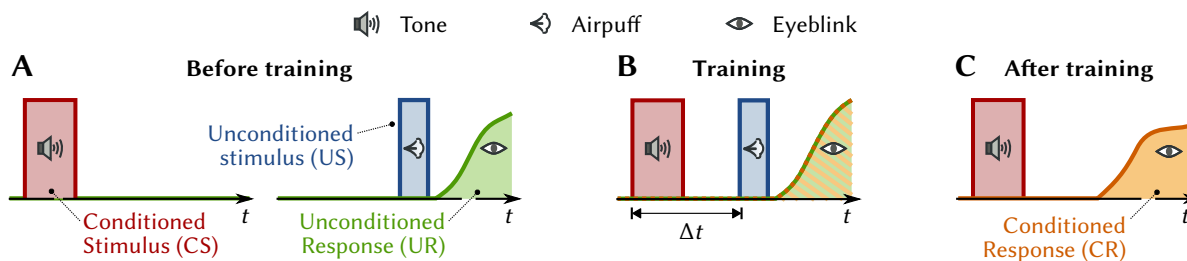 Tone
Airpuff
Eyeblink
A
Before training
Unconditioned
stimulus (US)
t
Conditioned
Stimulus (CS)
t
Unconditioned
Response (UR)
B
Training
t
Δt
C
After training
t
Conditioned
Response (CR)